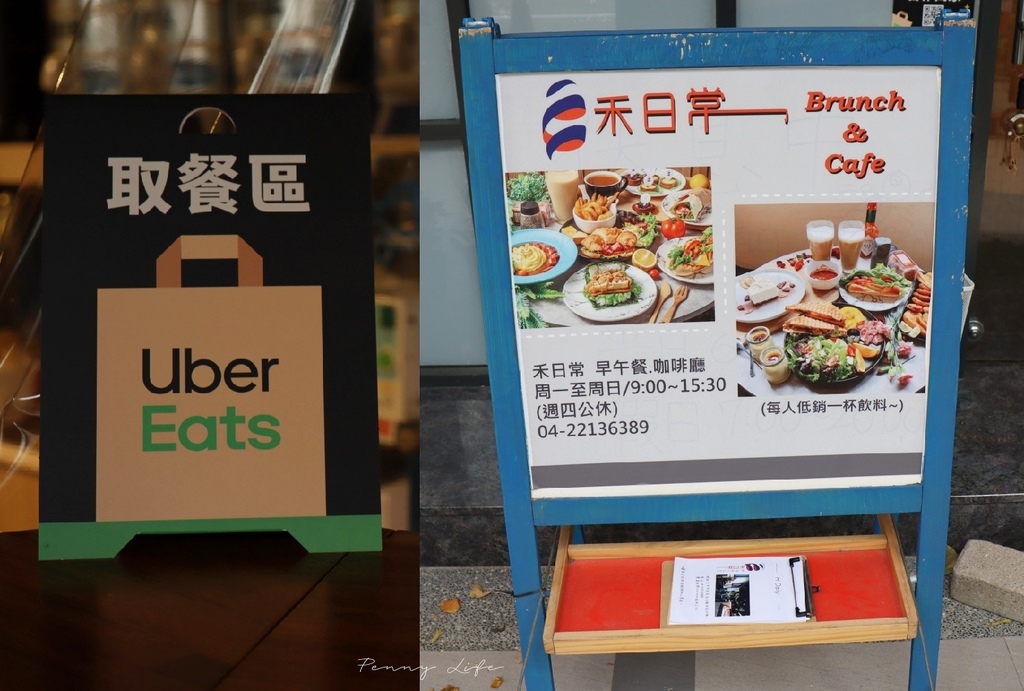 取餐區
Uber
Eats
禾日常
Brunch
&
Cafe
禾日常 早午餐.咖啡廳
周一至周日/9:00~15:30
(週四公休)
04-22136389
(每人低銷一杯飲料~)
Penny Life